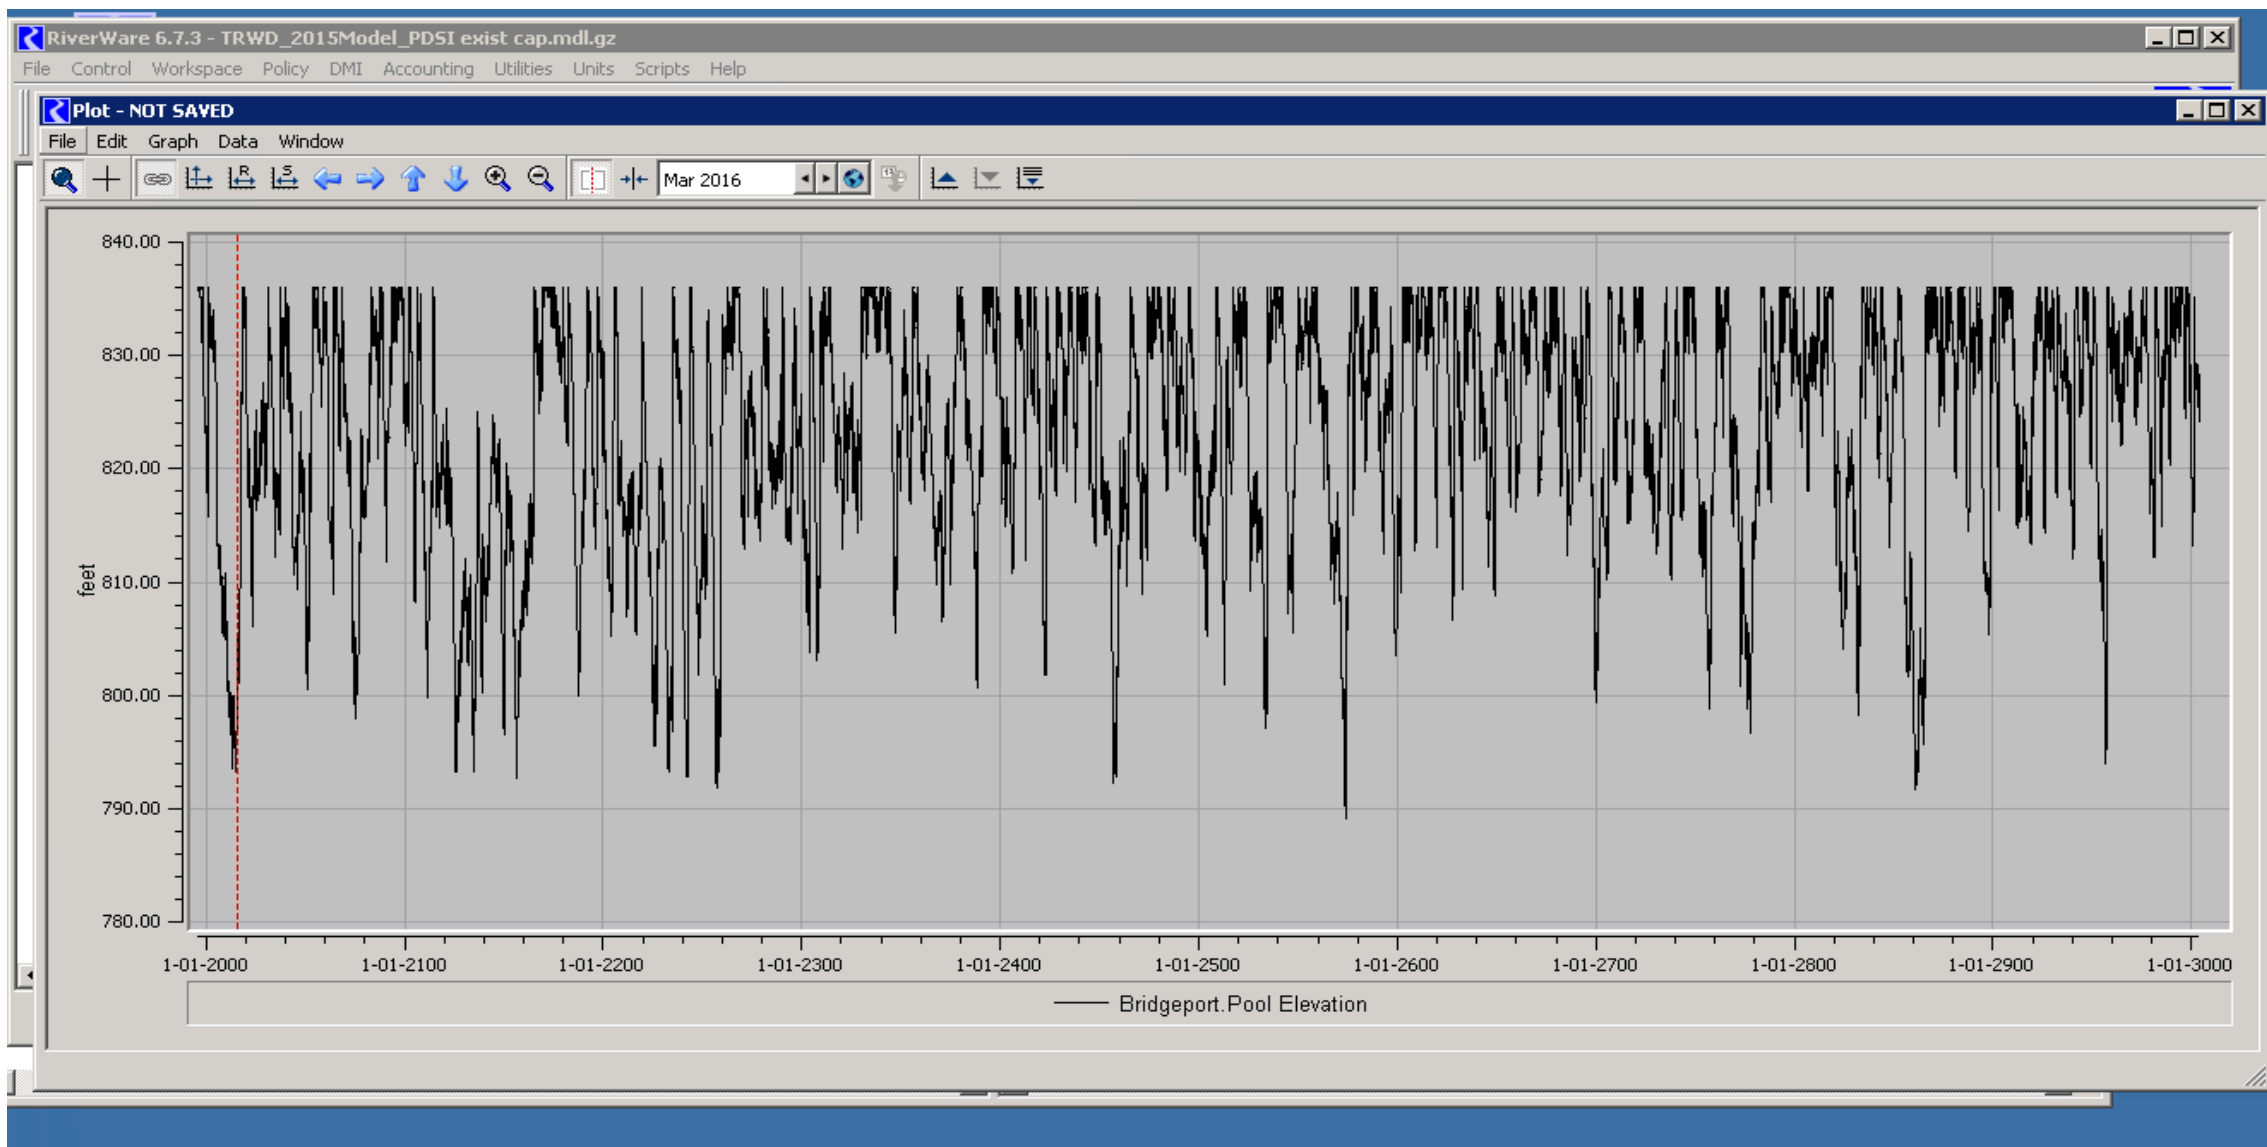 RiverWare 6.7.3 - TRWD_2015Model_PDSI exist cap.mdl.gz
File Control Workspace Policy DMI Accounting Utilities Units Scripts Help
Plot - NOT SAVED
File Edit Graph Data Window
R S Mar 2016
840.00
830.00
820.00
810.00
800.00
790.00
780.00
feet
1-01-2000 1-01-2100 1-01-2200 1-01-2300 1-01-2400 1-01-2500 1-01-2600 1-01-2700 1-01-2800 1-01-2900 1-01-3000
Bridgeport.Pool Elevation